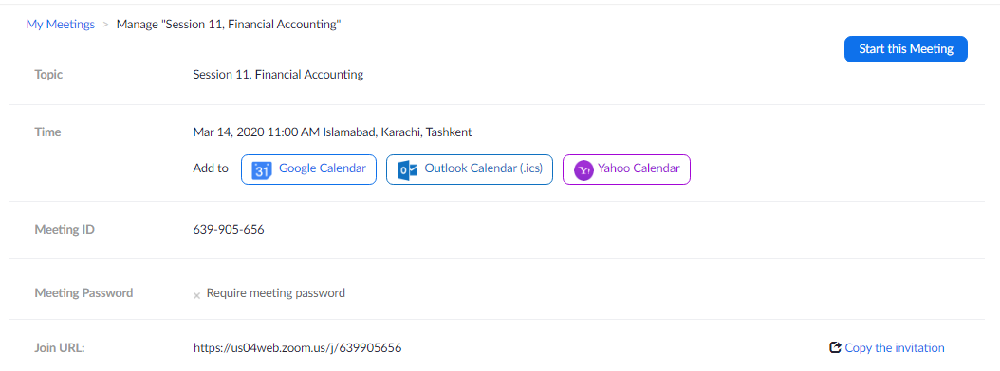 My Meetings > Manage "Session 11, Financial Accounting"
Start this Meeting
Topic Session 11, Financial Accounting
Time Mar 14, 2020 11:00 AM Islamabad, Karachi, Tashkent
Add to 31 Google Calendar Outlook Calendar (.ics) Yahoo Calendar
Meeting ID 639-905-656
Meeting Password × Require meeting password
Join URL: https://us04web.zoom.us/j/639905656 Copy the invitation